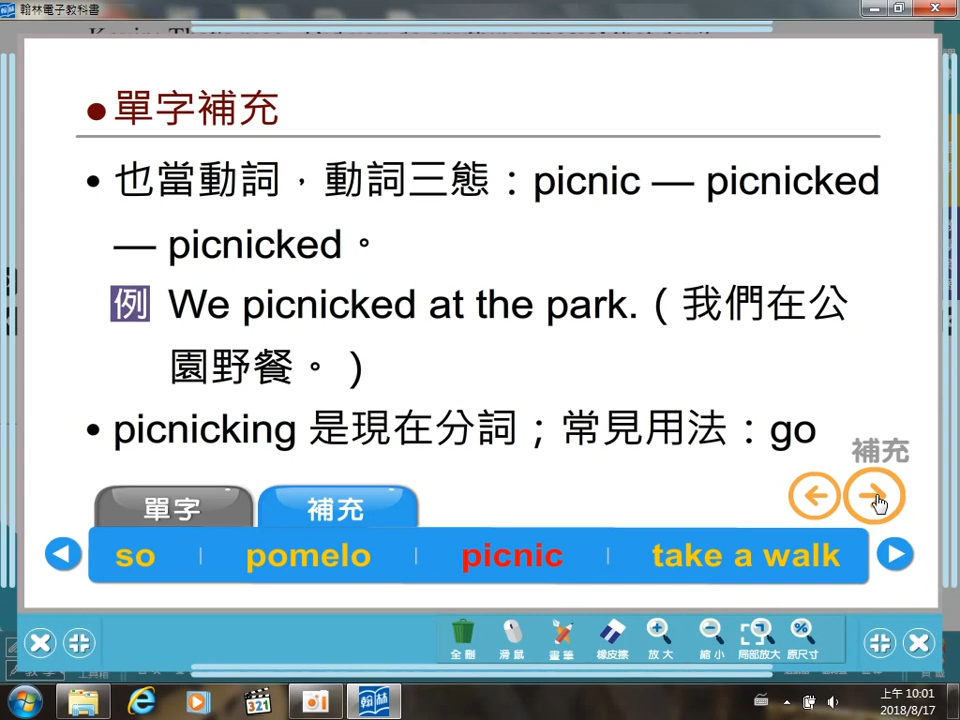 翰林電子教科書
●單字補充
• 也當動詞，動詞三態：picnic — picnicked
— picnicked。
例 We picnicked at the park.（我們在公
園野餐。）
• picnicking 是現在分詞；常見用法：go
補充
單字 補充
so | pomelo | picnic | take a walk
全刪 滑鼠 畫筆 橡皮擦 放大 縮小 局部放大 原尺寸
321 翰林
上午 10:01
2018/8/17